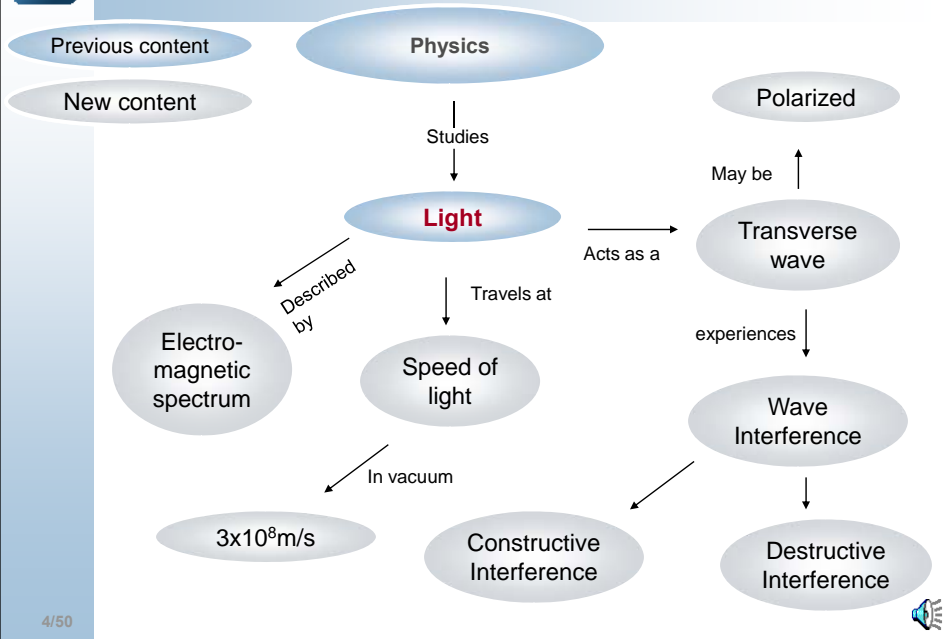 Previous content
Physics
New content
Polarized
Studies
May be
Light
Transverse
wave
Acts as a
Described
by
Travels at
experiences
Electro-
magnetic
spectrum
Speed of
light
Wave
Interference
In vacuum
3x10⁸m/s
Constructive
Interference
Destructive
Interference
4/50